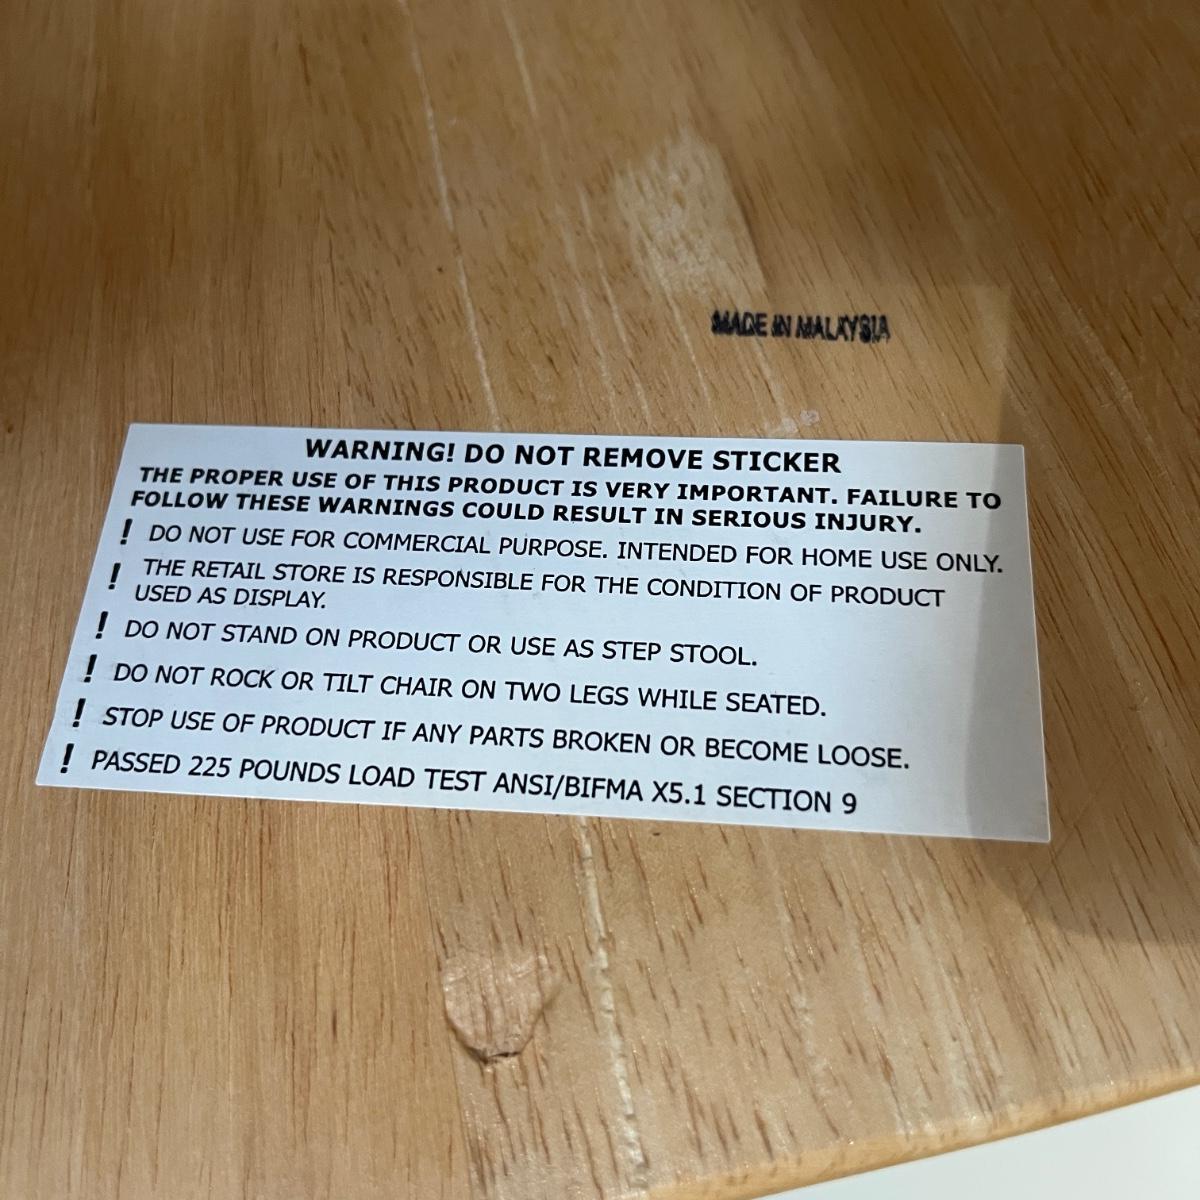 MADE IN MALAYSIA
WARNING! DO NOT REMOVE STICKER
THE PROPER USE OF THIS PRODUCT IS VERY IMPORTANT. FAILURE TO
FOLLOW THESE WARNINGS COULD RESULT IN SERIOUS INJURY.
! DO NOT USE FOR COMMERCIAL PURPOSE. INTENDED FOR HOME USE ONLY.
! THE RETAIL STORE IS RESPONSIBLE FOR THE CONDITION OF PRODUCT
USED AS DISPLAY.
! DO NOT STAND ON PRODUCT OR USE AS STEP STOOL.
! DO NOT ROCK OR TILT CHAIR ON TWO LEGS WHILE SEATED.
! STOP USE OF PRODUCT IF ANY PARTS BROKEN OR BECOME LOOSE.
! PASSED 225 POUNDS LOAD TEST ANSI/BIFMA X5.1 SECTION 9